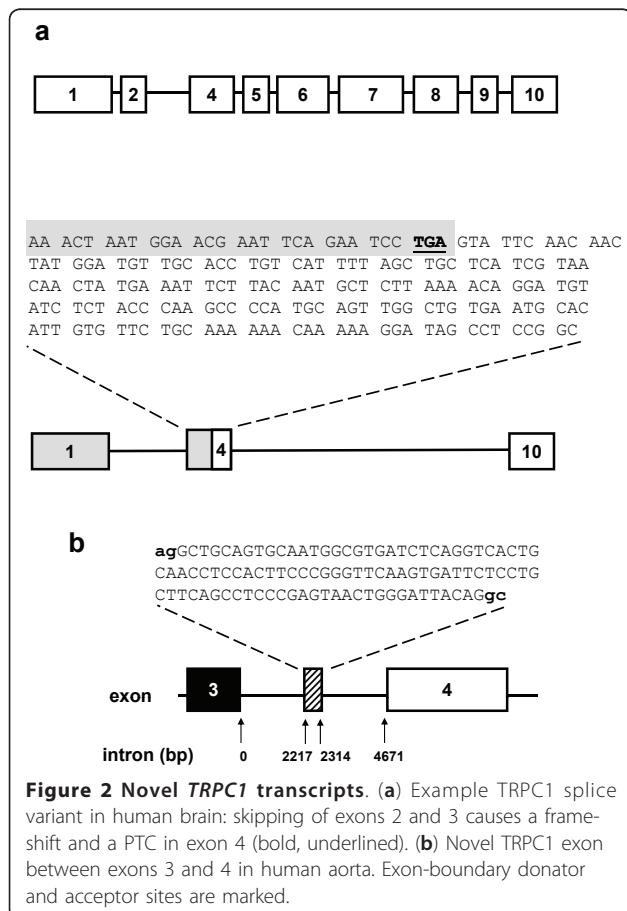 a
1 2 4 5 6 7 8 9 10
AA ACT AAT GGA ACG AAT TCA GAA TCC TGA GTA TTC AAC AAC
TAT GGA TGT TGC ACC TGT CAT TTT AGC TGC TCA TCG TAA
CAA CTA TGA AAT TCT TAC AAT GCT CTT AAA ACA GGA TGT
ATC TCT ACC CAA GCC CCA TGC AGT TGG CTG TGA ATG CAC
ATT GTG TTC TGC AAA AAA CAA AAA GGA TAG CCT CCG GC
1 4 10
b
agGCTGCAGTGCAATGGCGTGATCTCAGGTCACTG
CAACCTCCACTTCCCGGGTTCAAGTGATTCTCCTG
CTTCAGCCTCCCGAGTAACTGGGATTACAGgc
exon 3 4
intron (bp) 0 2217 2314 4671
Figure 2 Novel TRPC1 transcripts. (a) Example TRPC1 splice
variant in human brain: skipping of exons 2 and 3 causes a frame-
shift and a PTC in exon 4 (bold, underlined). (b) Novel TRPC1 exon
between exons 3 and 4 in human aorta. Exon-boundary donator
and acceptor sites are marked.